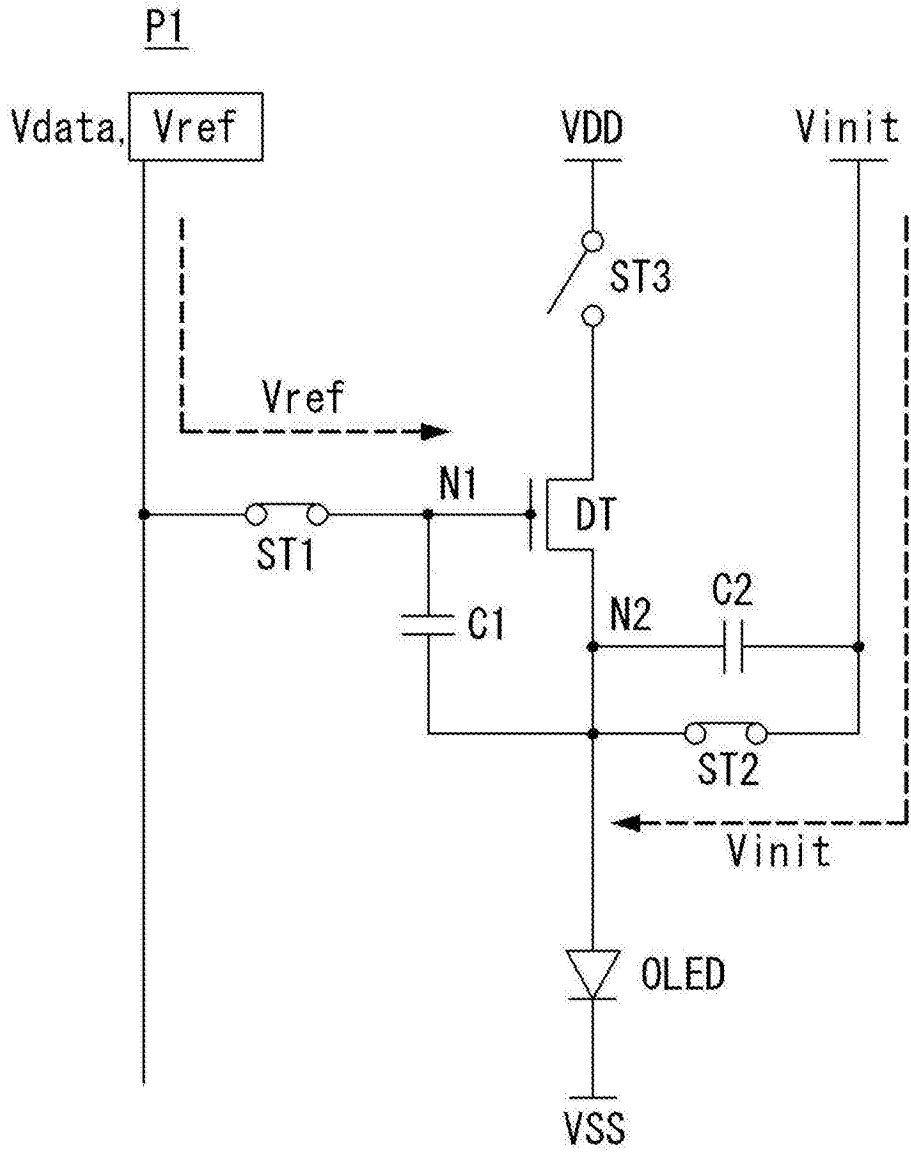 P1
Vdata, Vref
VDD
Vinit
ST3
Vref
N1
DT
ST1
C2
C1
N2
ST2
Vinit
OLED
VSS